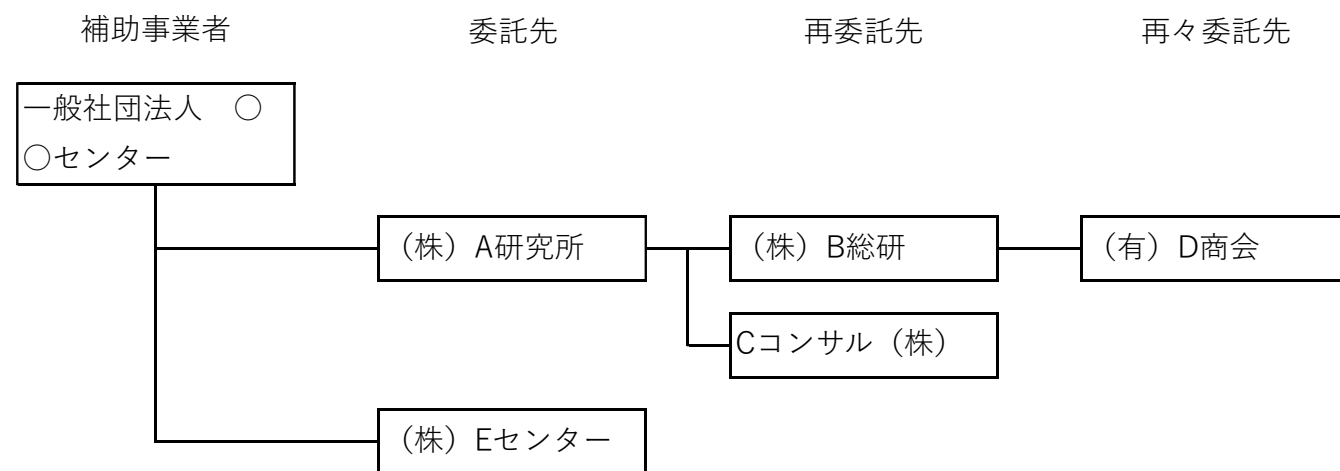 補助事業者
委託先
再委託先
再々委託先
一般社団法人　○
○センター
（株）A研究所
（株）B総研
（有）D商会
Cコンサル（株）
（株）Eセンター